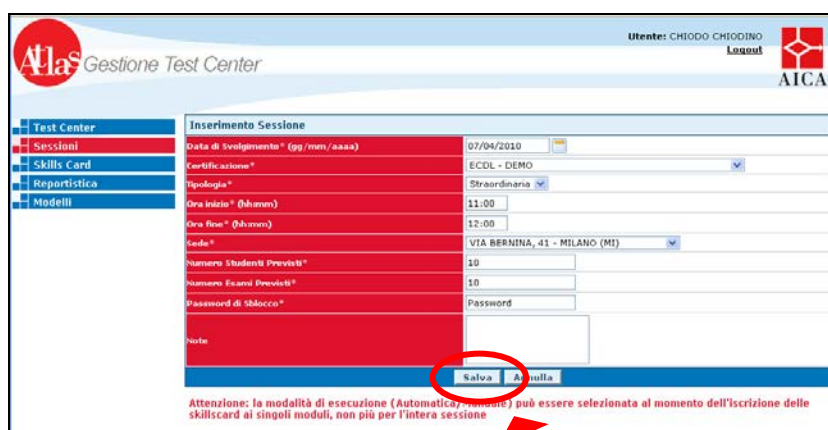 Utente: CHIODO CHIODINO
Logout
Atlas Gestione Test Center
AICA
Test Center
Sessioni
Skills Card
Reportistica
Modelli
Inserimento Sessione
Data di Svolgimento* (gg/mm/aaaa) 07/04/2010
Certificazione* ECDL - DEMO
Tipologia* Straordinaria
Ora inizio* (hh:mm) 11:00
Ora fine* (hh:mm) 12:00
Sede* VIA BERNINA, 41 - MILANO (MI)
Numero Studenti Previsti* 10
Numero Esami Previsti* 10
Password di Sblocco* Password
Note
Salva Annulla
Attenzione: la modalità di esecuzione (Automatica/Manuale) può essere selezionata al momento dell'iscrizione delle
skillscard ai singoli moduli, non più per l'intera sessione